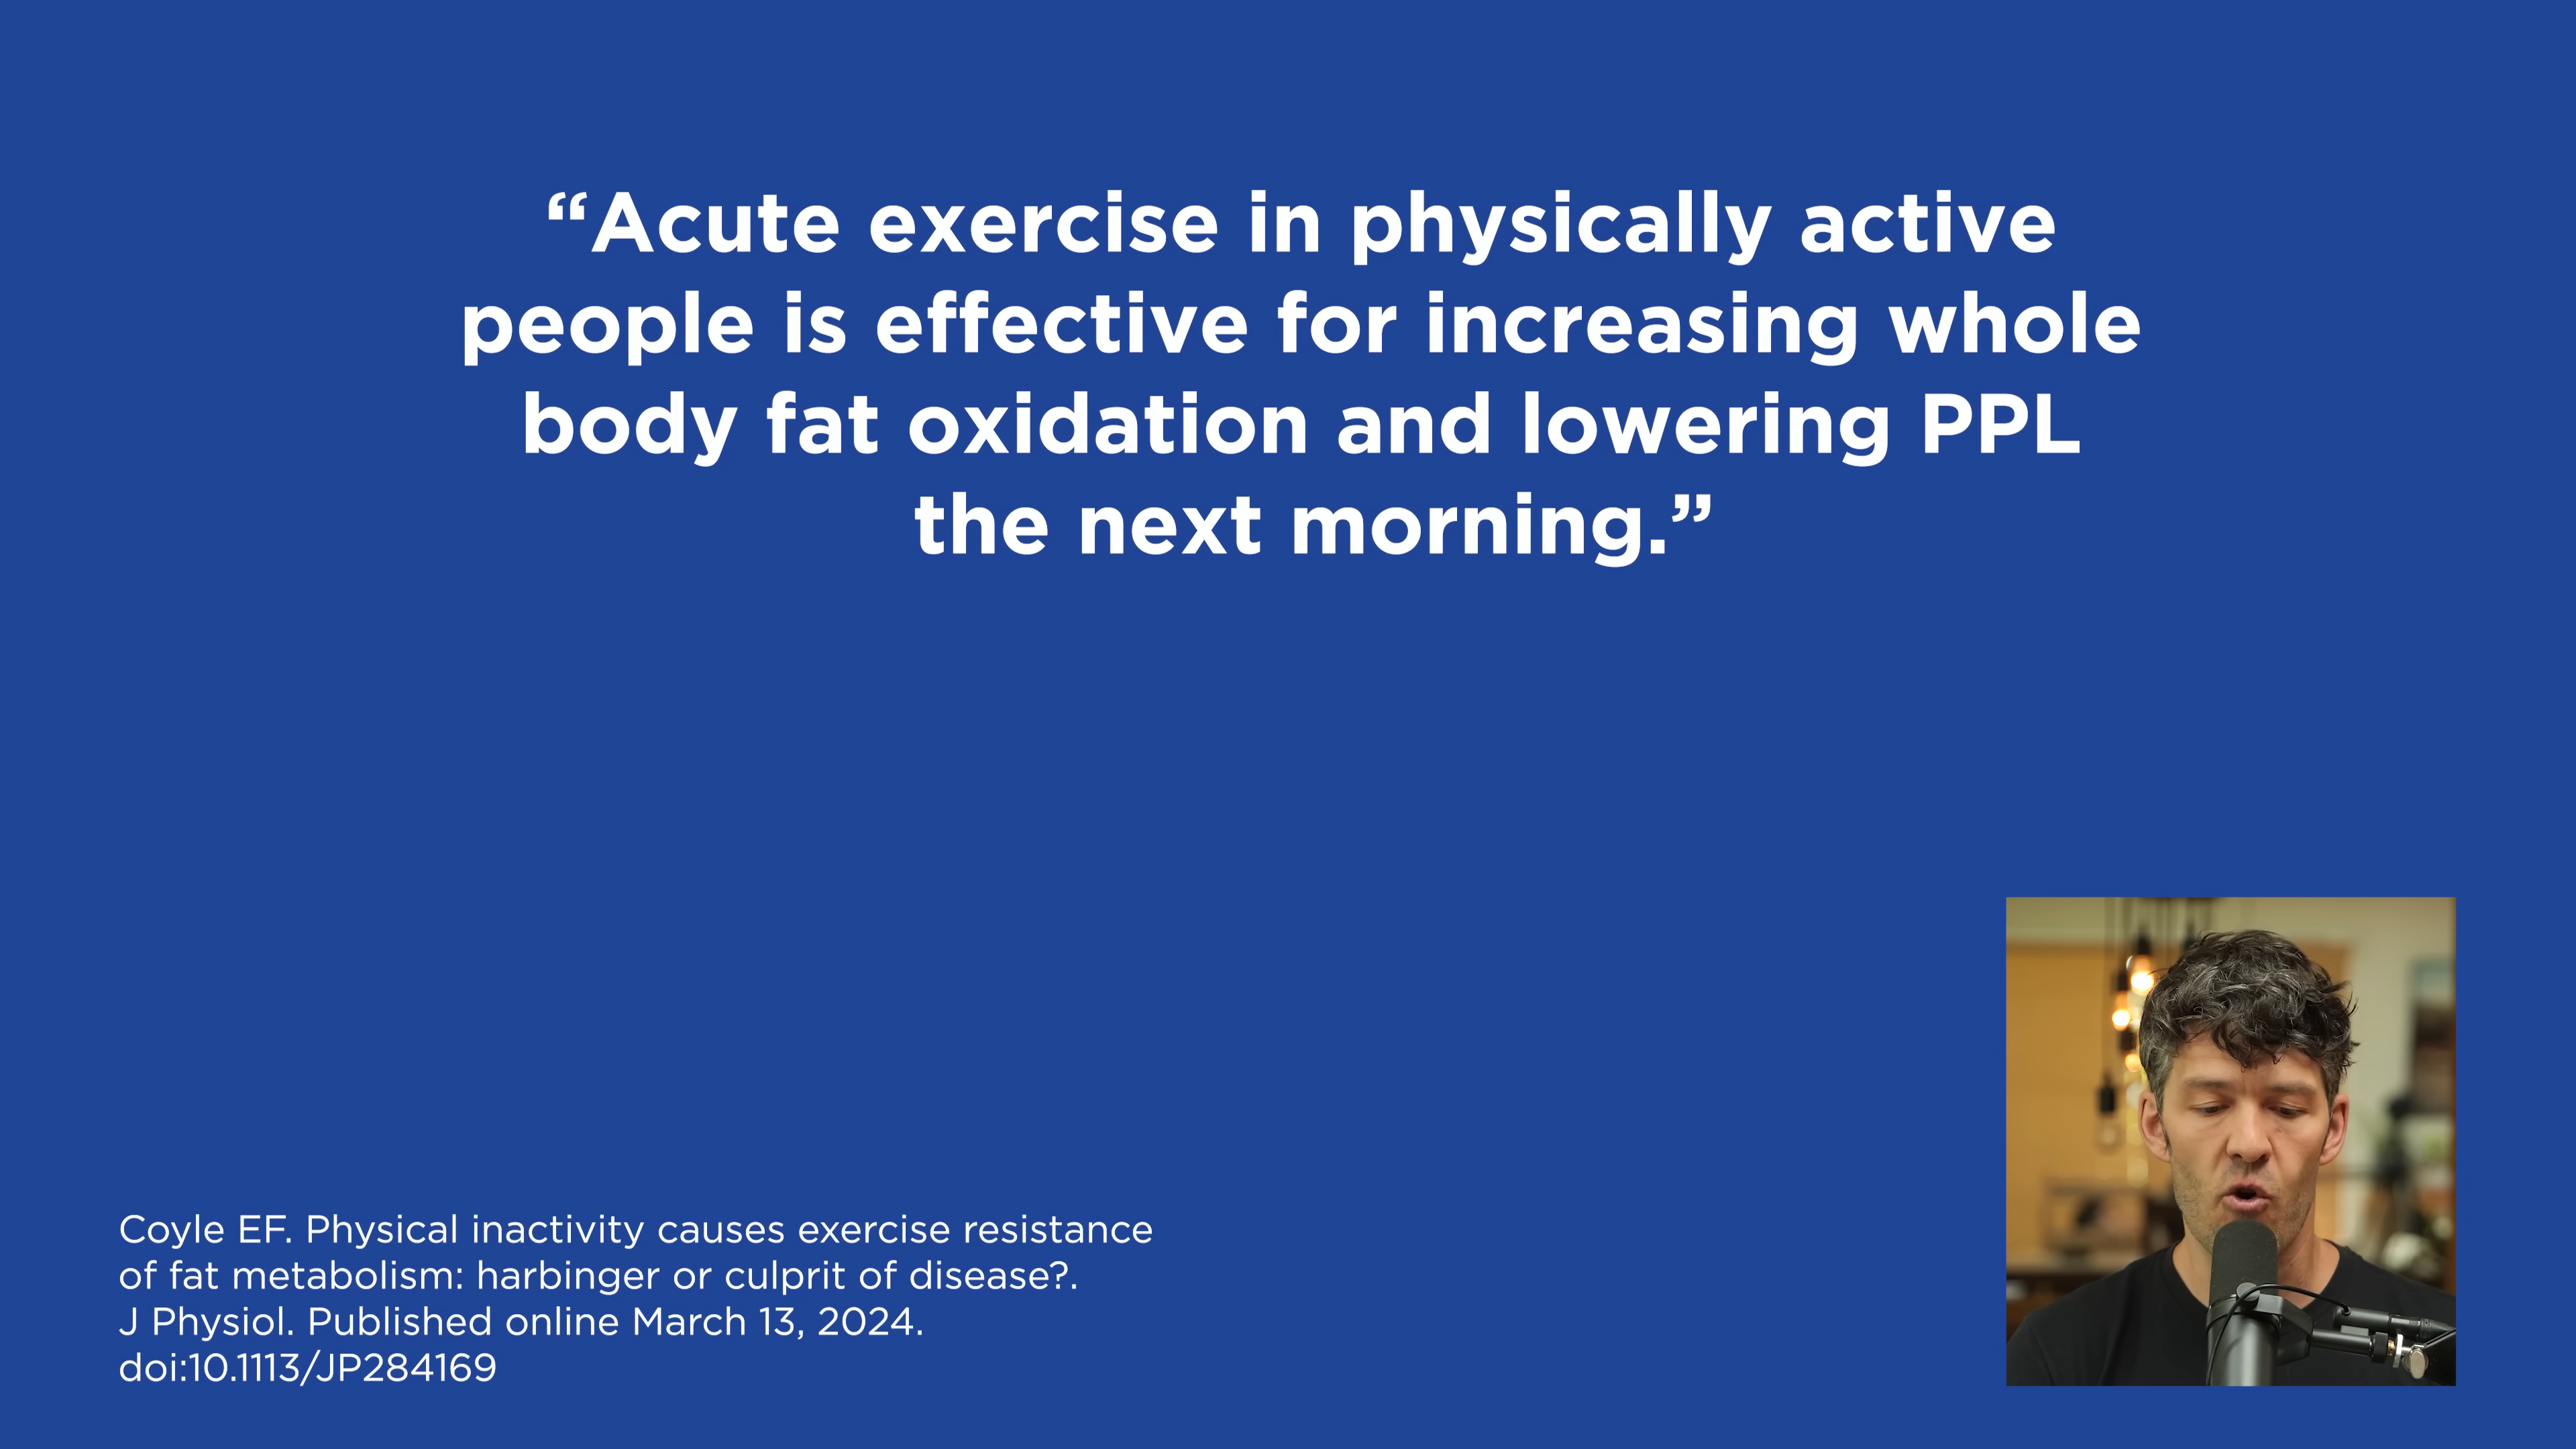 “Acute exercise in physically active
people is effective for increasing whole
body fat oxidation and lowering PPL
the next morning.”
Coyle EF. Physical inactivity causes exercise resistance
of fat metabolism: harbinger or culprit of disease?.
J Physiol. Published online March 13, 2024.
doi:10.1113/JP284169